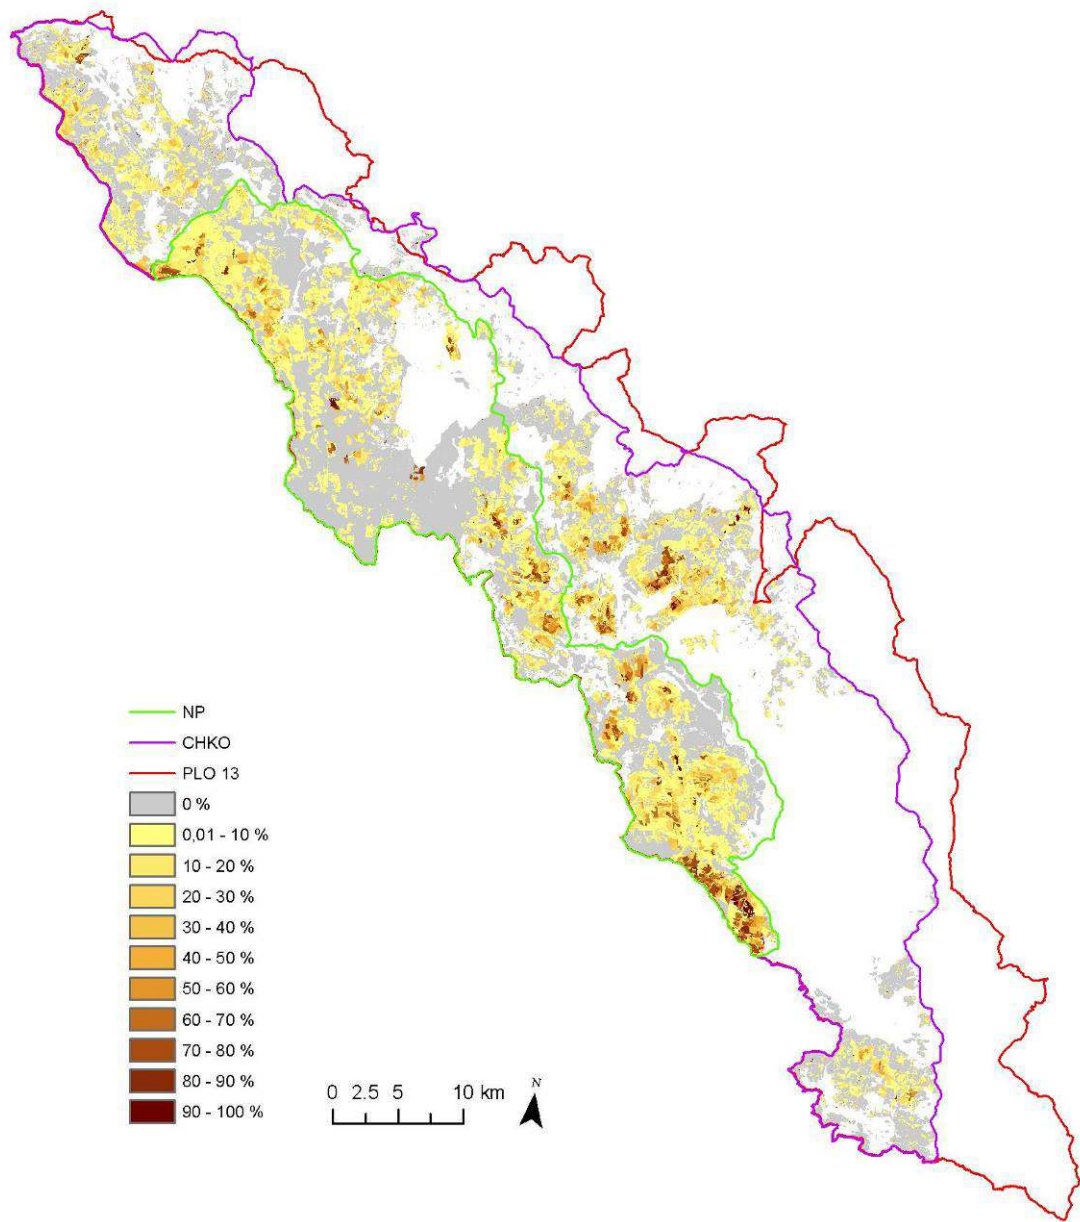 NP
CHKO
PLO 13
0 %
0,01 - 10 %
10 - 20 %
20 - 30 %
30 - 40 %
40 - 50 %
50 - 60 %
60 - 70 %
70 - 80 %
80 - 90 %
90 - 100 %
0 2.5 5 10 km
N